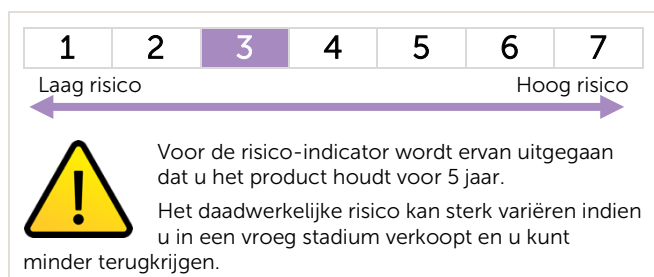 1 2 3 4 5 6 7
Laag risico Hoog risico
Voor de risico-indicator wordt ervan uitgegaan
dat u het product houdt voor 5 jaar.
Het daadwerkelijke risico kan sterk variëren indien
u in een vroeg stadium verkoopt en u kunt
minder terugkrijgen.